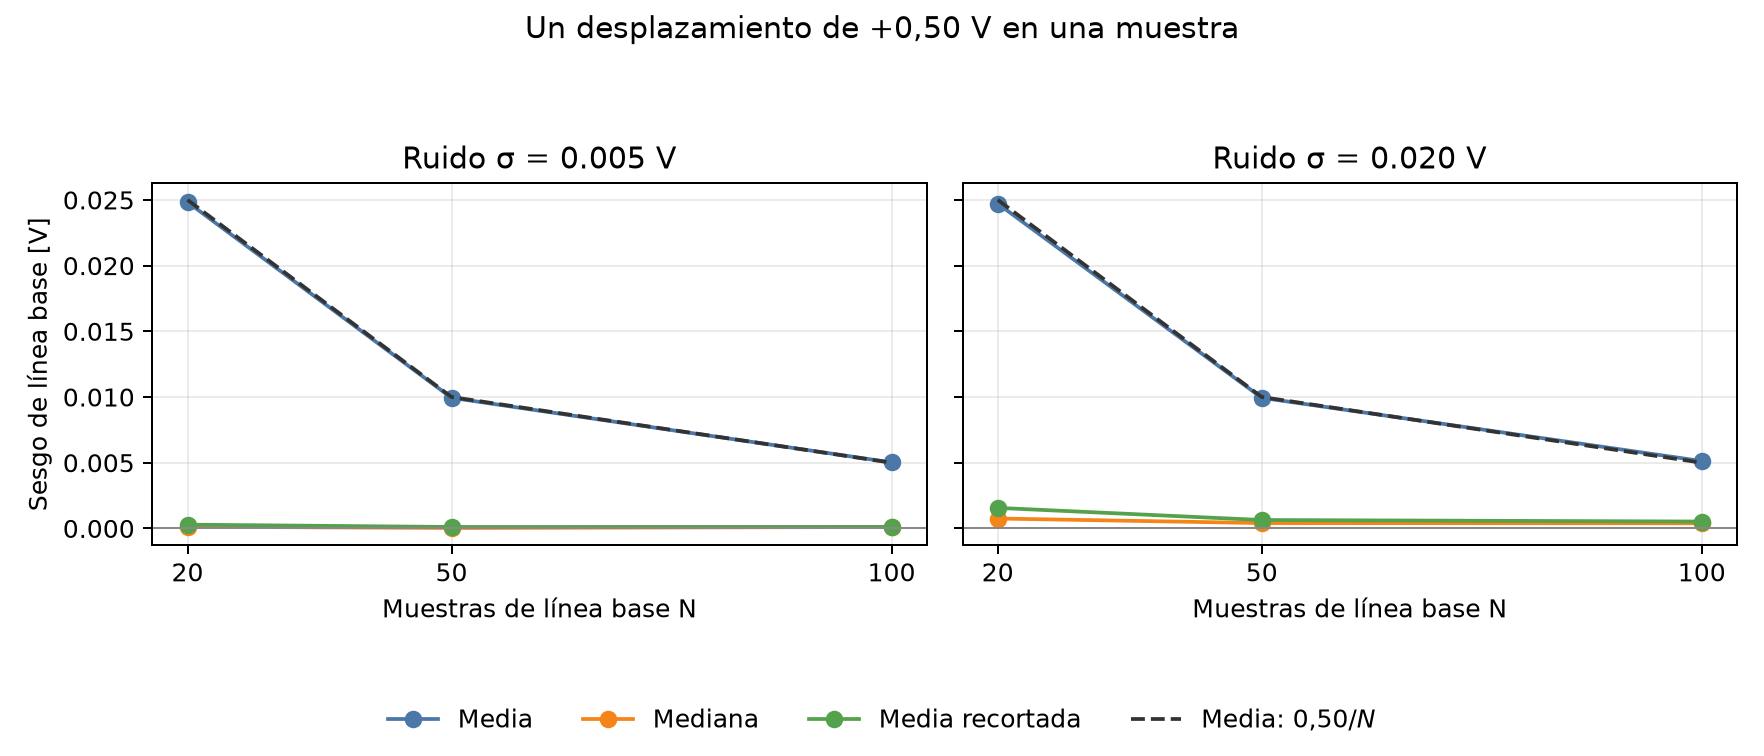 Un desplazamiento de +0,50 V en una muestra
Ruido σ = 0.005 V
Ruido σ = 0.020 V
Sesgo de línea base [V]
0.025
0.020
0.015
0.010
0.005
0.000
20 50 100
20 50 100
Muestras de línea base N
Muestras de línea base N
Media Mediana Media recortada Media: 0,50/N